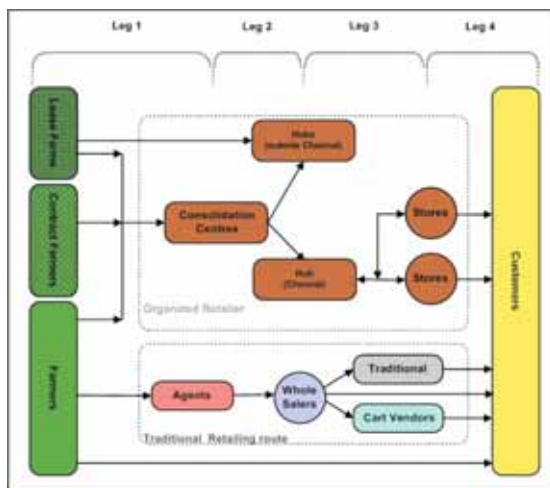 Leg 1
Leg 2
Leg 3
Leg 4
Lease Farms
Contract Farmers
Farmers
Hubs
(outside Chennai)
Consolidation
Centres
Hub
(Chennai)
Stores
Stores
Organized Retailer
Customers
Agents
Whole
Salers
Traditional
Cart Vendors
Traditional Retailing route